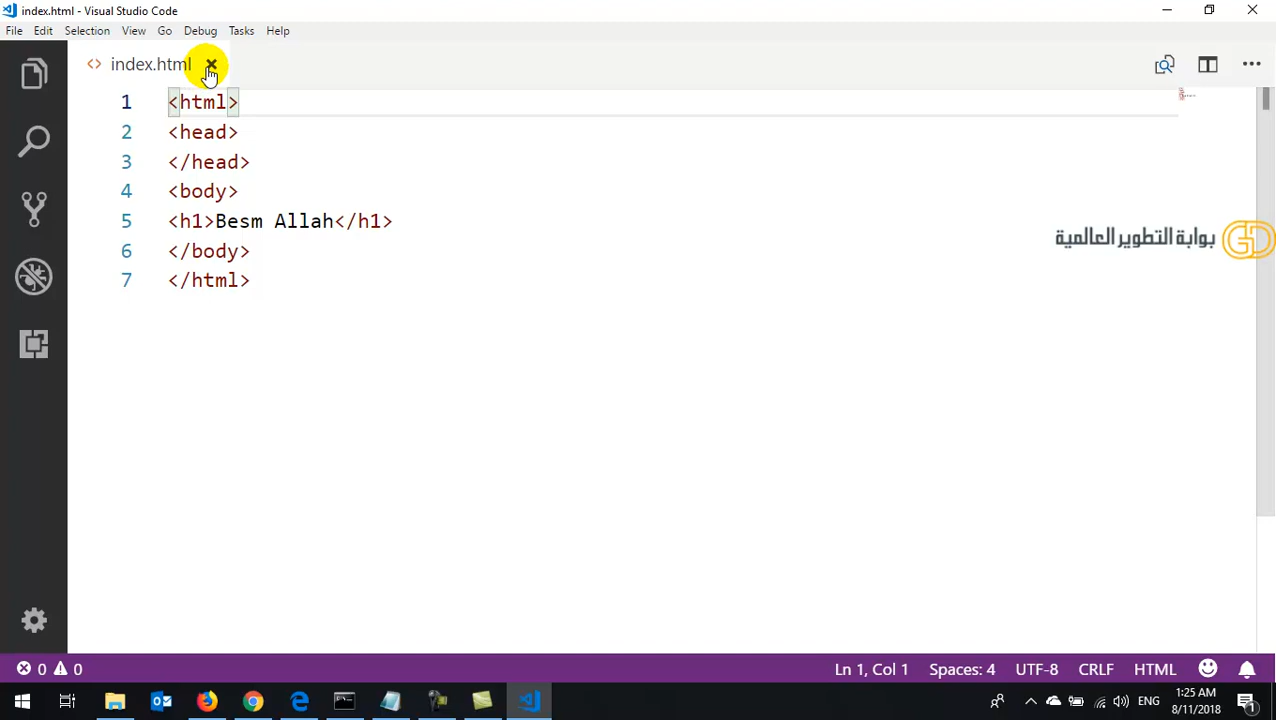 index.html - Visual Studio Code
File Edit Selection View Go Debug Tasks Help
index.html
1 <html>
2 <head>
3 </head>
4 <body>
5 <h1>Besm Allah</h1>
6 </body>
7 </html>
بوابة التطوير العالمية
0 0 Ln 1, Col 1 Spaces: 4 UTF-8 CRLF HTML
ENG 1:25 AM
8/11/2018 1